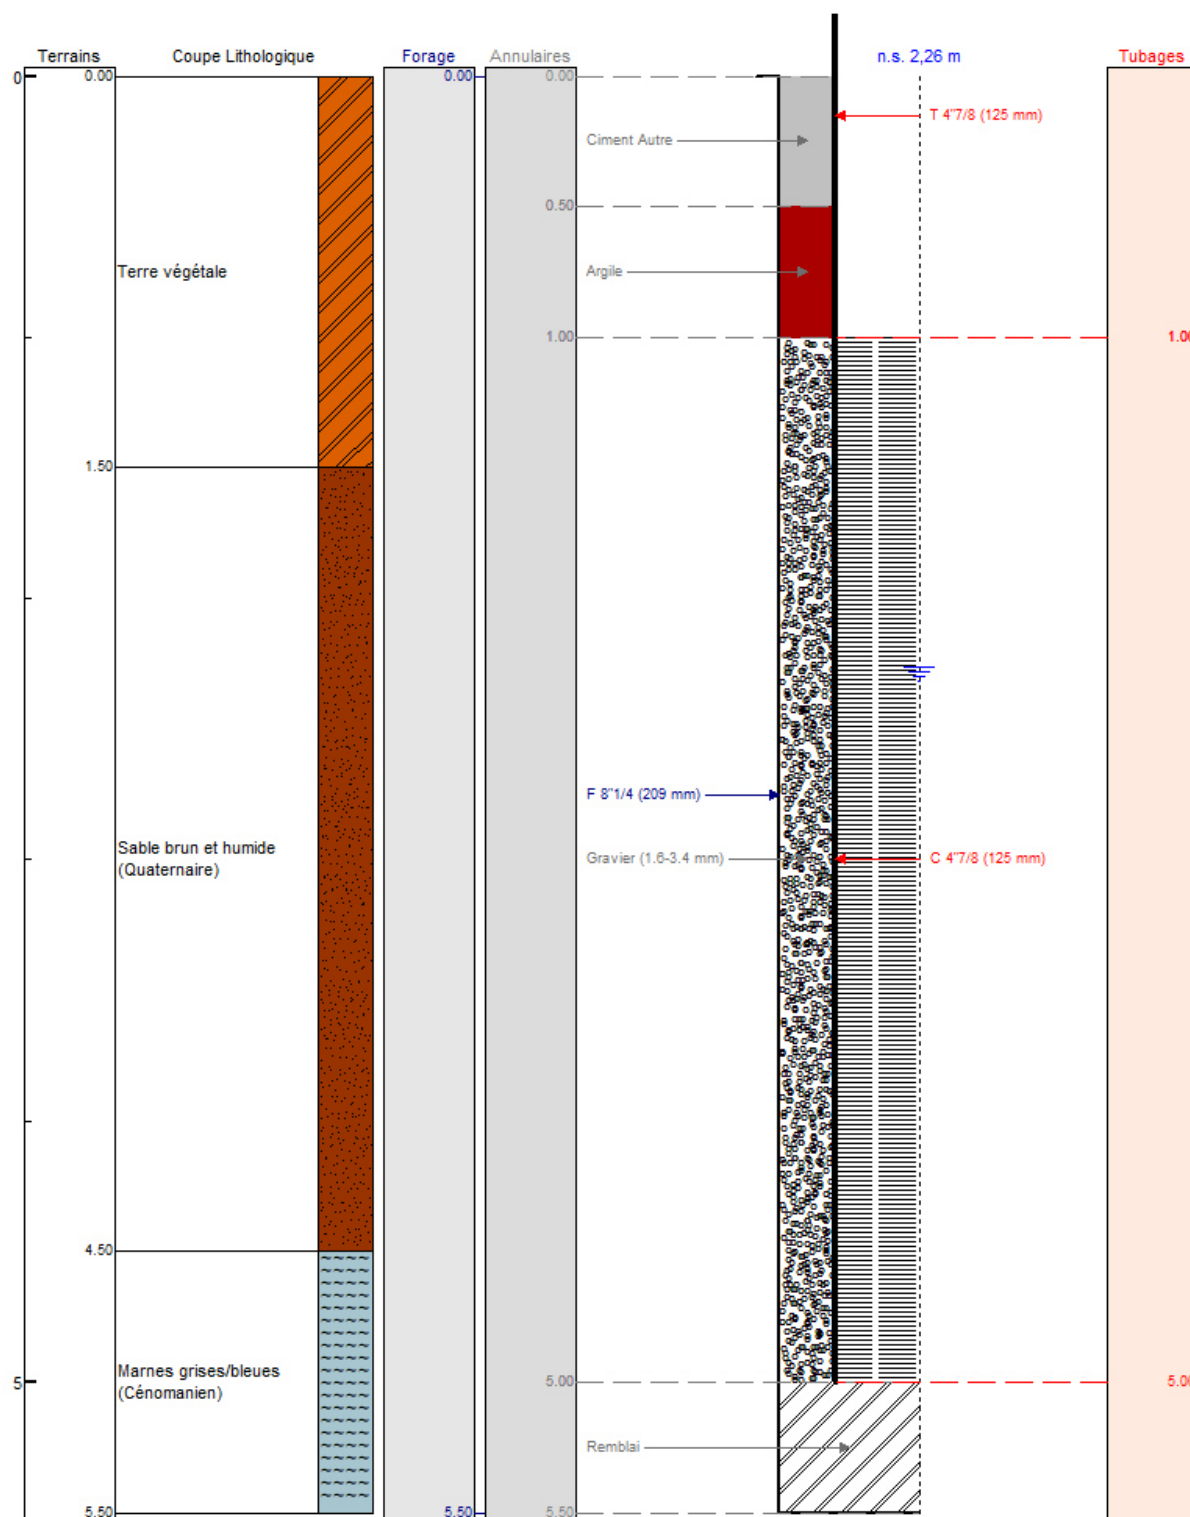 Terrains Coupe Lithologique Forage Annulaires n.s. 2,26 m Tubages
0 0.00 0.00 0.00
T 4"7/8 (125 mm)
Ciment Autre
0.50
Terre végétale Argile
1.00 1.00
1.50
F 8"1/4 (209 mm)
Sable brun et humide
(Quaternaire)
Gravier (1.6-3.4 mm) C 4"7/8 (125 mm)
4.50
Marnes grises/bleues
(Cénomanien)
5 5.00 5.00
Remblai
5.50 5.50 5.50